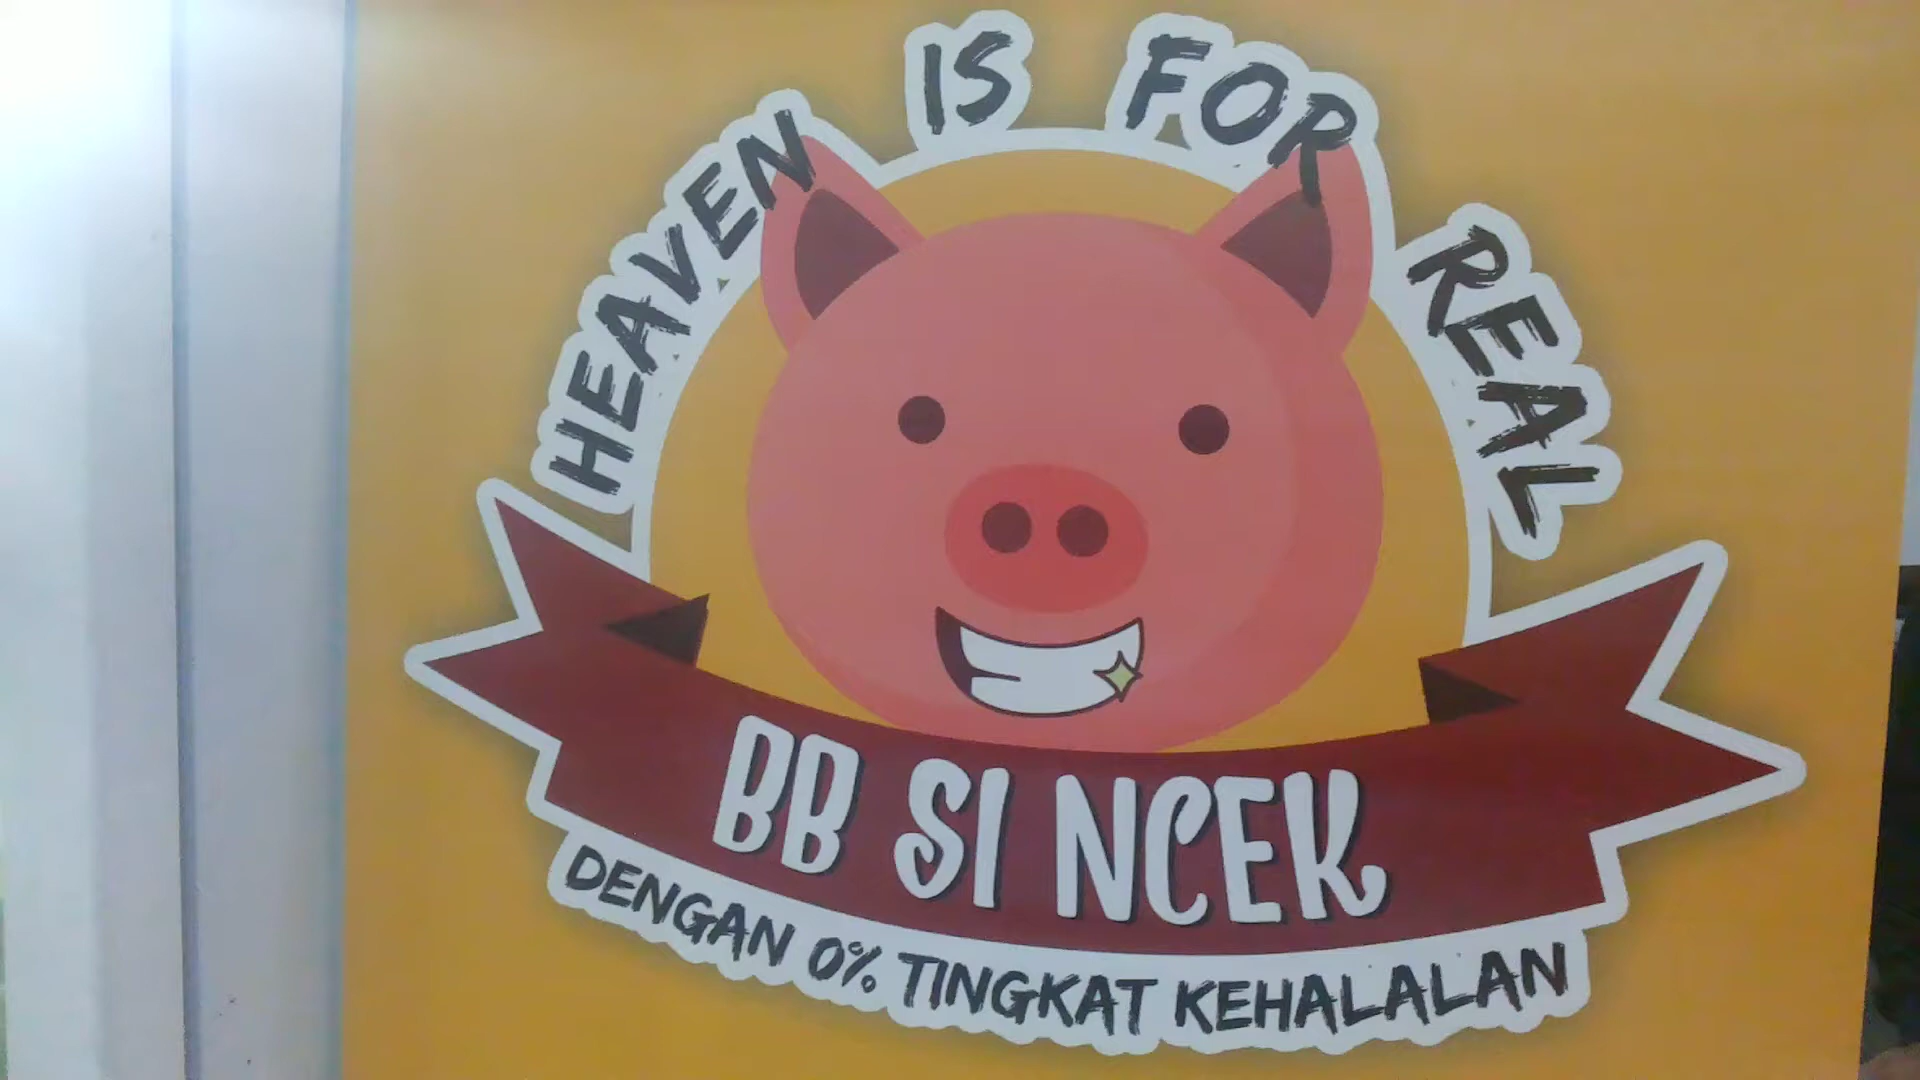 HEAVEN IS FOR REAL
BB SI NCEK
DENGAN 0% TINGKAT KEHALALAN